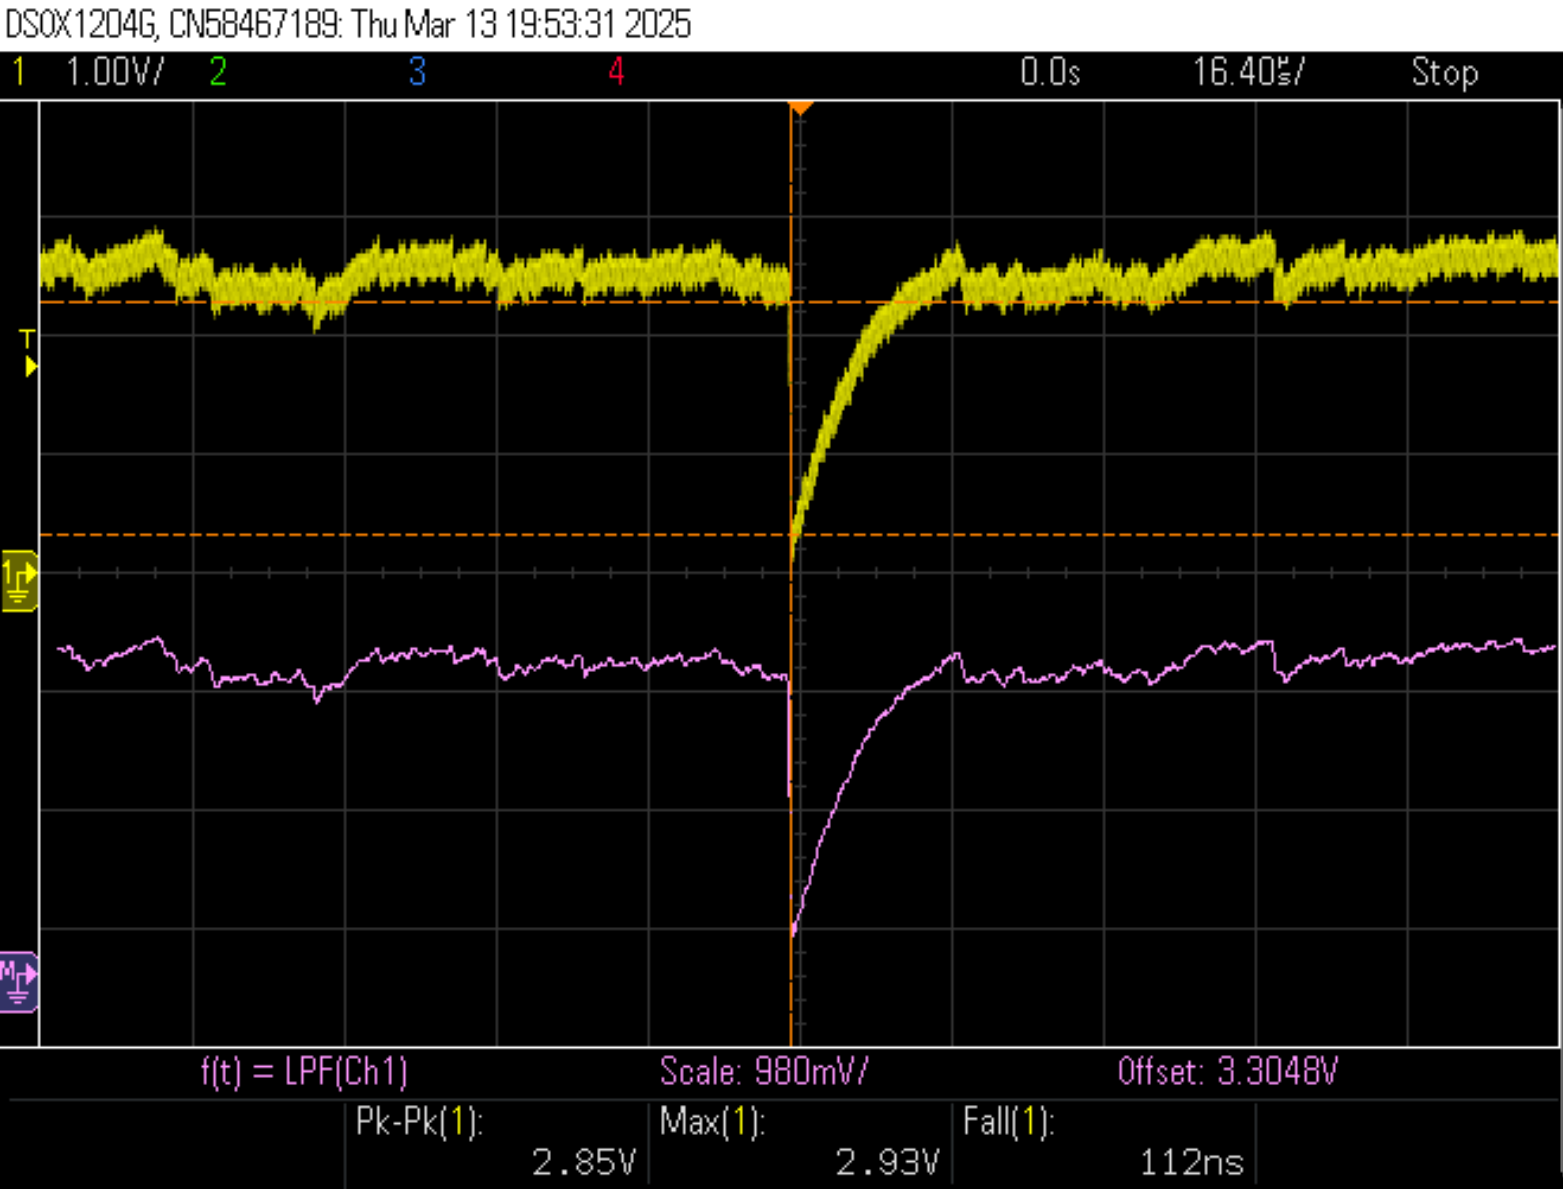 DSOX1204G, CN58467189: Thu Mar 13 19:53:31 2025
1 1.00V/ 2 3 4 0.0s 16.40µs/ Stop
T
1
M
f(t) = LPF(Ch1) Scale: 980mV/ Offset: 3.3048V
Pk-Pk(1): Max(1): Fall(1):
2.85V 2.93V 112ns